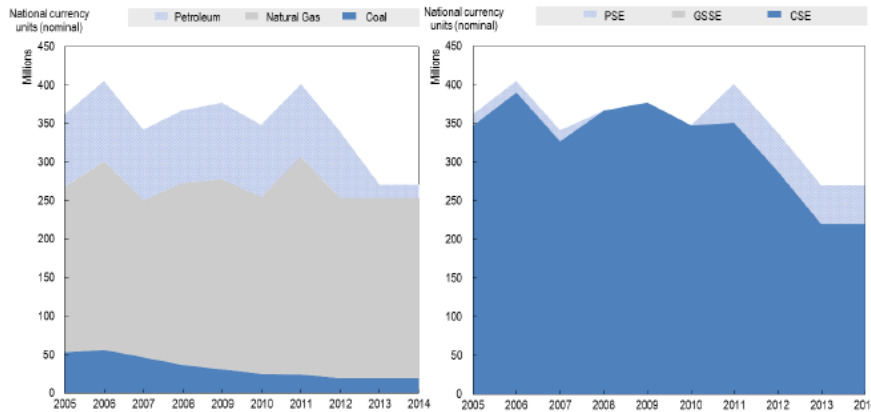 National currency
units (nominal)
Petroleum Natural Gas Coal
Millions
450
400
350
300
250
200
150
100
50
0
2005 2006 2007 2008 2009 2010 2011 2012 2013 2014
National currency
units (nominal)
PSE GSSE CSE
Millions
450
400
350
300
250
200
150
100
50
0
2005 2006 2007 2008 2009 2010 2011 2012 2013 201